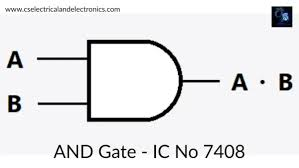 www.cselectricalandelectronics.com
A
B
A · B
AND Gate - IC No 7408